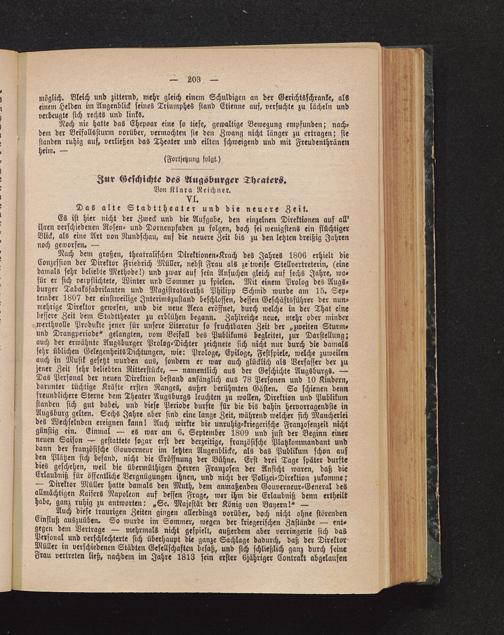 — 203 —
möglich. Bleich und zitternd, mehr gleich einem Schuldigen an der Gerichtsschranke, als
einem Helden im Augenblick seines Triumphes stand Etienne auf, versuchte zu lächeln und
verbeugte sich rechts und links.
Noch nie hatte das Ehepaar eine so tiefe, gewaltige Bewegung empfunden; nach-
dem der Beifallssturm vorüber, vermochten sie den Zwang nicht länger zu ertragen; sie
standen ruhig auf, verließen das Theater und eilten schweigend und mit Freudenthränen
heim. —
(Fortsetzung folgt.)
Zur Geschichte des Augsburger Theaters.
Von Klara Reichner.
VI.
Das alte Stadttheater und die neuere Zeit.
Es ist hier nicht der Zweck und die Aufgabe, den einzelnen Direktionen auf all'
ihren verschiedenen Rosen- und Dornenpfaden zu folgen, doch sei wenigstens ein flüchtiger
Blick, als eine Art von Rundschau, auf die neuere Zeit bis zu den letzten dreißig Jahren
noch geworfen. —
Nach dem großen, theatralischen Direktionen-Krach des Jahres 1806 erhielt die
Conzession der Direktor Friedrich Müller, nebst Frau als zeitweise Stellvertreterin, (eine
damals sehr beliebte Methode!) und zwar auf sein Ansuchen gleich auf sechs Jahre, wo-
für er sich verpflichtete, Winter und Sommer zu spielen. Mit einem Prolog des Augs-
burger Tabakfabrikanten und Magistratsraths Philipp Schmid wurde am 15. Sep-
tember 1807 der einstweilige Interimszustand beschlossen, dessen Geschäftsführer der nun-
mehrige Direktor gewesen, und die neue Aera eröffnet, durch welche in der That eine
bessere Zeit dem Stadttheater zu erblühen begann. Zahlreiche neue, mehr oder minder
werthvolle Produkte jener für unsere Literatur so fruchtbaren Zeit der „zweiten Sturm-
und Drangperiode" gelangten, vom Beifall des Publikums begleitet, zur Darstellung;
auch der erwähnte Augsburger Prolog-Dichter zeichnete sich nicht nur durch die damals
sehr üblichen Gelegenheits-Dichtungen, wie: Prologe, Epiloge, Festspiele, welche zuweilen
auch in Musik gesetzt wurden aus, sondern er war auch glücklich als Verfasser der zu
jener Zeit sehr beliebten Ritterstücke, — namentlich aus der Geschichte Augsburgs. —
Das Personal der neuen Direktion bestand anfänglich aus 78 Personen und 10 Kindern,
darunter tüchtige Kräfte ersten Ranges, außer berühmten Gästen. So schienen denn
freundlichere Sterne dem Theater Augsburgs leuchten zu wollen, Direktion und Publikum
standen sich gut dabei, und diese Periode durfte für die bis dahin hervorragendste in
Augsburg gelten. Sechs Jahre aber sind eine lange Zeit, während welcher sich Mancherlei
des Wechselnden ereignen kann! Auch wirkte die unruhig-kriegerische Franzosenzeit nicht
günstig ein. Einmal — es war am 6. September 1809 und just der Beginn einer
neuen Saison — gestattete sogar erst der derzeitige, französische Platzkommandant und
dann der französische Gouverneur im letzten Augenblicke, als das Publikum schon auf
den Plätzen sich befand, nicht die Eröffnung der Bühne. Erst drei Tage später durfte
dies geschehen, weil die übermüthigen Herren Franzosen der Ansicht waren, daß die
Erlaubniß für öffentliche Vergnügungen ihnen, und nicht der Polizei-Direktion zukomme!
— Direktor Müller hatte damals den Muth, dem anmaßenden Gouverneur-General des
allmächtigen Kaisers Napoleon auf dessen Frage, wer ihm die Erlaubniß denn ertheilt
habe, ganz ruhig zu antworten: „Se. Majestät der König von Bayern!" —
Auch diese traurigen Zeiten gingen allerdings vorüber, doch nicht ohne störenden
Einfluß auszuüben. So wurde im Sommer, wegen der kriegerischen Zustände — ent-
gegen dem Vertrage — mehrmals nicht gespielt, außerdem aber verringerte sich das
Personal und verschlechterte sich überhaupt die ganze Sachlage dadurch, daß der Direktor
Müller in verschiedenen Städten Gesellschaften besaß, und sich schließlich ganz durch seine
Frau vertreten ließ, nachdem im Jahre 1813 sein erster 6jähriger Contrakt abgelaufen